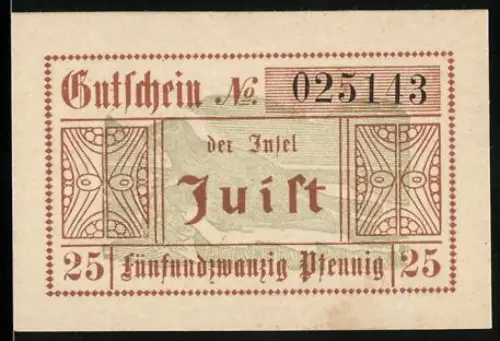 Gutschein No. 025143
der Insel
Juist
25 Fünfundzwanzig Pfennig 25